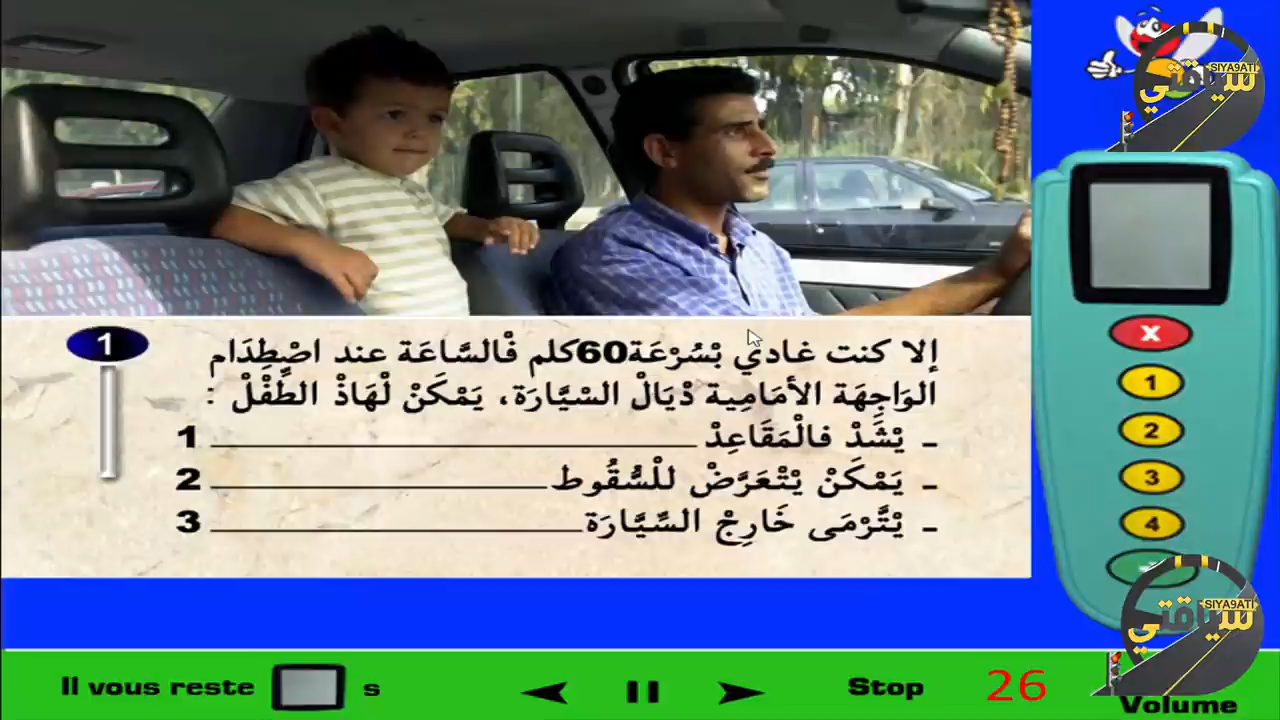 SIYA9ATI
سياقتي
1
إلا كنت غادي بْسُرْعَة60كلم فْالسَّاعَة عند اصْطِدَام
الوَاجِهَة الأمَامِية دْيَالْ السْيَّارَة، يَمْكَنْ لْهَاذْ الطِّفْلْ :
ـ يْشَدْ فالْمَقَاعِدْ 1
ـ يَمْكَنْ يْتْعَرَّضْ للْسُّقُوط 2
ـ يْتَّرْمَى خَارِجْ السِّيَّارَة 3
X
1
2
3
4
SIYA9ATI
سياقتي
Il vous reste s
Stop
26
Volume